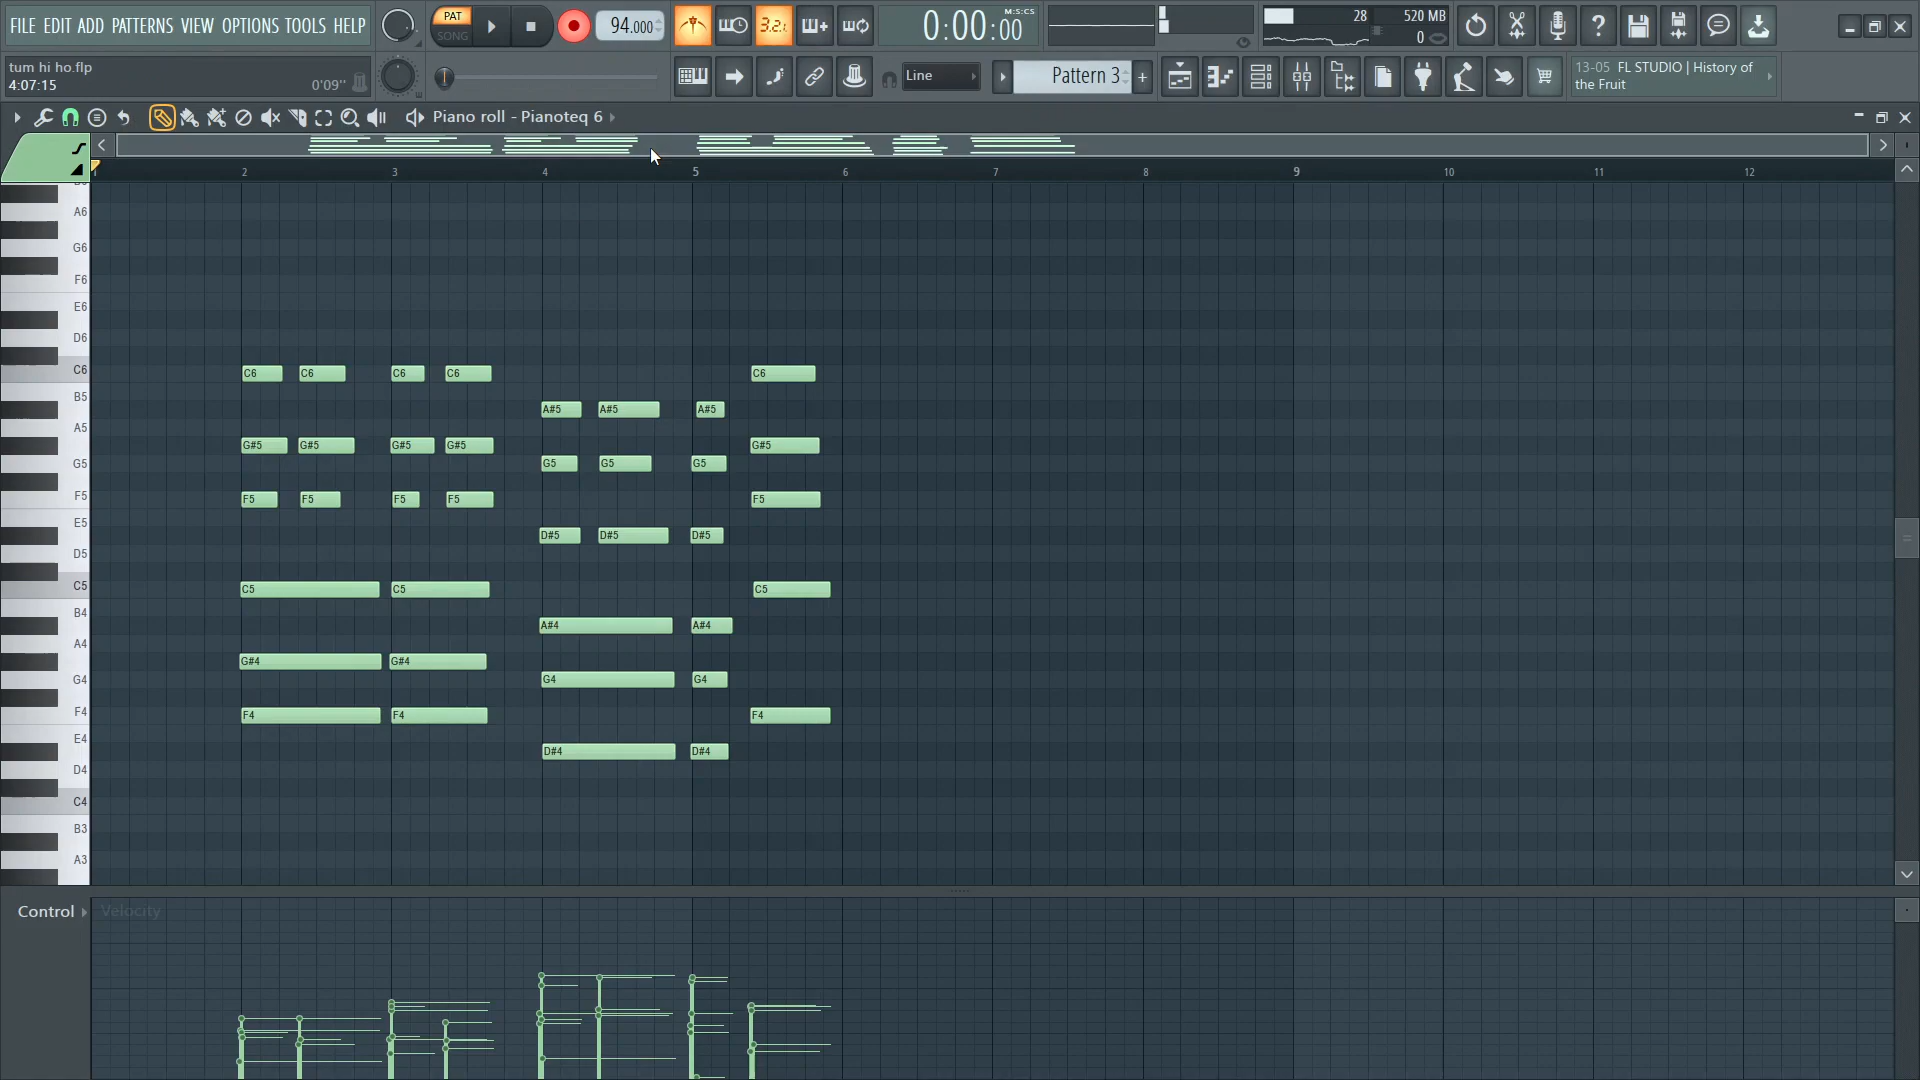 FILE EDIT ADD PATTERNS VIEW OPTIONS TOOLS HELP
PAT
SONG
94.000
3.2.
0:00:00
M:S:CS
28
520 MB
0
tum hi ho.flp
4:07:15
0'09''
Line
Pattern 3
+
13-05 FL STUDIO | History of
the Fruit
Piano roll - Pianoteq 6
2 3 4 5 6 7 8 9 10 11 12
A6
G6
F6
E6
D6
C6 C6 C6 C6 C6 C6
B5
A#5 A#5 A#5
A5
G#5 G#5 G#5 G#5 G#5
G5 G5 G5 G5
F5 F5 F5 F5 F5 F5
E5
D#5 D#5 D#5
D5
C5 C5 C5 C5
B4
A#4 A#4
A4
G#4 G#4
G4 G4 G4
F4 F4 F4 F4
E4
D#4 D#4
D4
C4
B3
A3
Control
Velocity